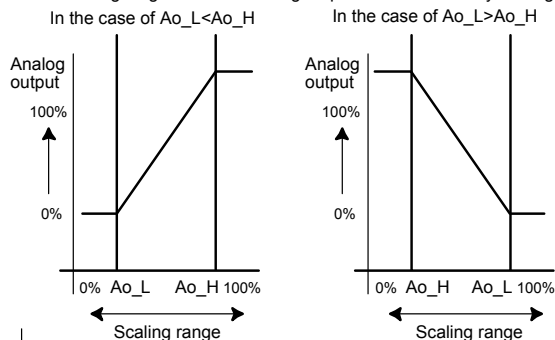 In the case of Ao_L<Ao_H
Analog
output
100%
0%
0% Ao_L Ao_H 100%
Scaling range
In the case of Ao_L>Ao_H
Analog
output
100%
0%
0% Ao_H Ao_L 100%
Scaling range